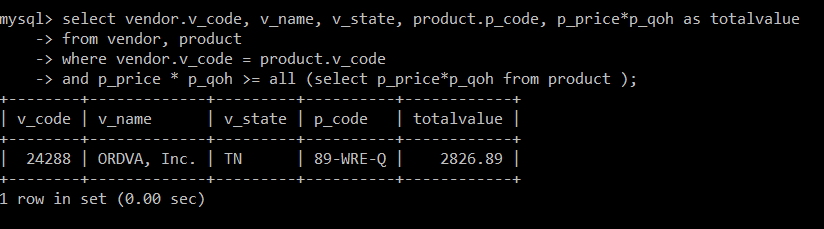 mysql> select vendor.v_code, v_name, v_state, product.p_code, p_price*p_qoh as totalvalue
    -> from vendor, product
    -> where vendor.v_code = product.v_code
    -> and p_price * p_qoh >= all (select p_price*p_qoh from product );
+--------+-------------+---------+----------+------------+
| v_code | v_name      | v_state | p_code   | totalvalue |
+--------+-------------+---------+----------+------------+
|  24288 | ORDVA, Inc. | TN      | 89-WRE-Q |    2826.89 |
+--------+-------------+---------+----------+------------+
1 row in set (0.00 sec)